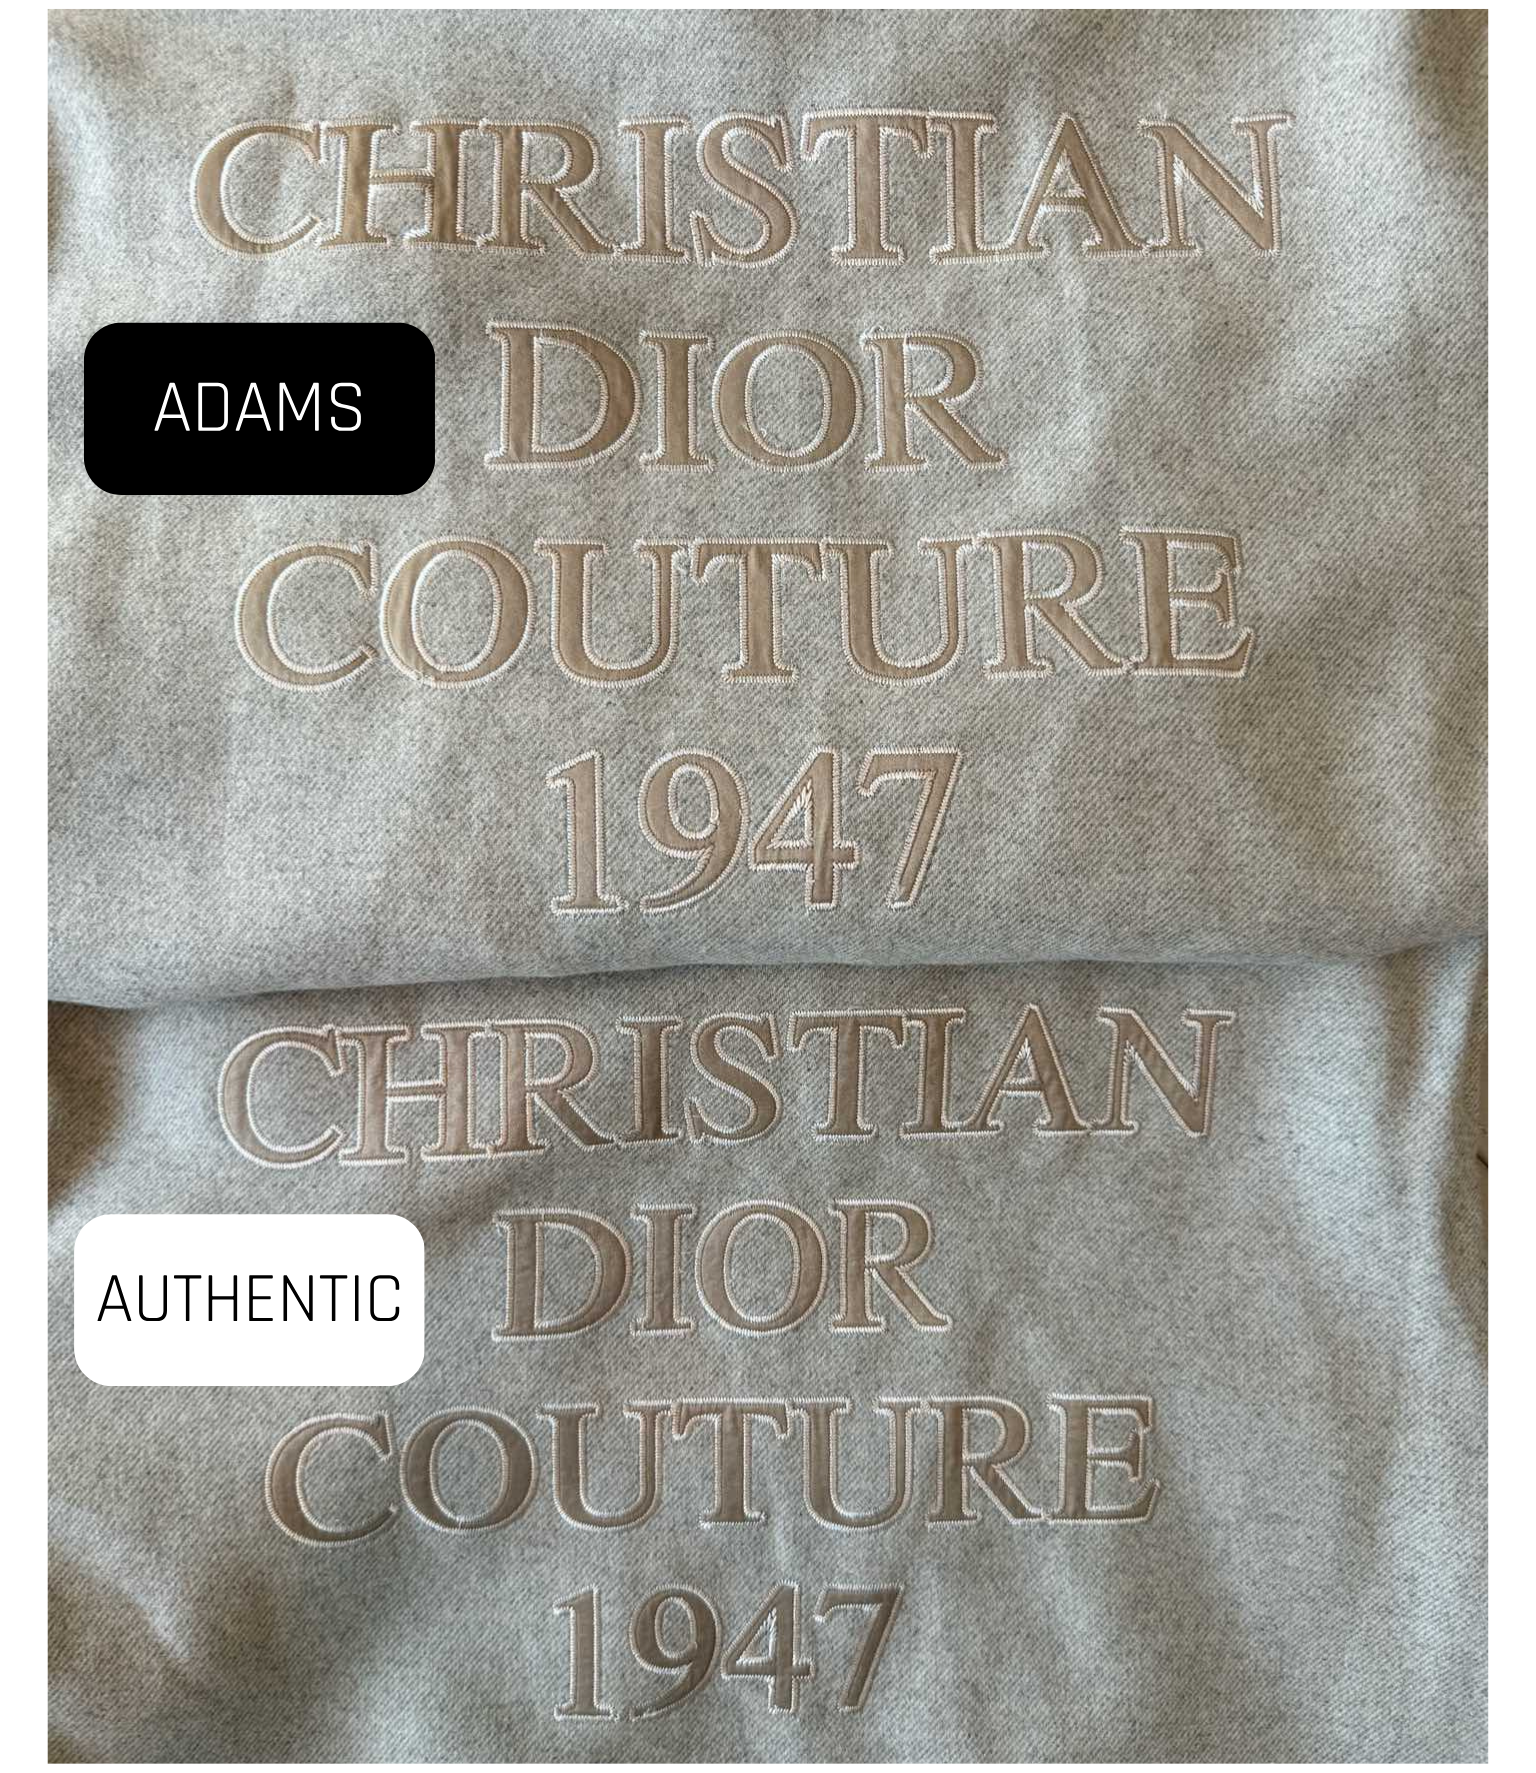 CHRISTIAN
DIOR
ADAMS
COUTURE
1947
CHRISTIAN
DIOR
AUTHENTIC
COUTURE
1947